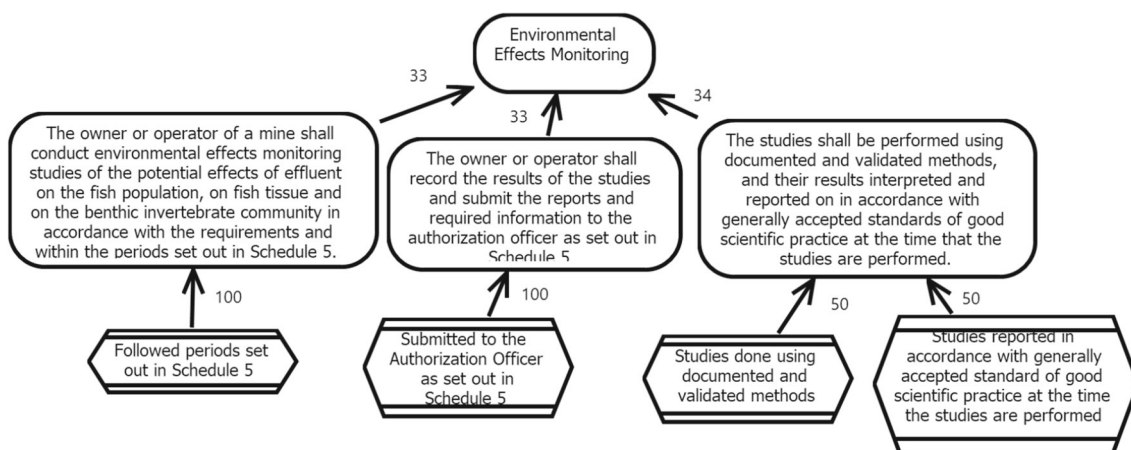 Environmental
Effects Monitoring
33
33
34
The owner or operator of a mine shall
conduct environmental effects monitoring
studies of the potential effects of effluent
on the fish population, on fish tissue and
on the benthic invertebrate community in
accordance with the requirements and
within the periods set out in Schedule 5.
The owner or operator shall
record the results of the studies
and submit the reports and
required information to the
authorization officer as set out in
Schedule 5
The studies shall be performed using
documented and validated methods,
and their results interpreted and
reported on in accordance with
generally accepted standards of good
scientific practice at the time that the
studies are performed.
100
100
50
50
Followed periods set
out in Schedule 5
Submitted to the
Authorization Officer
as set out in
Schedule 5
Studies done using
documented and
validated methods
Studies reported in
accordance with generally
accepted standard of good
scientific practice at the time
the studies are performed